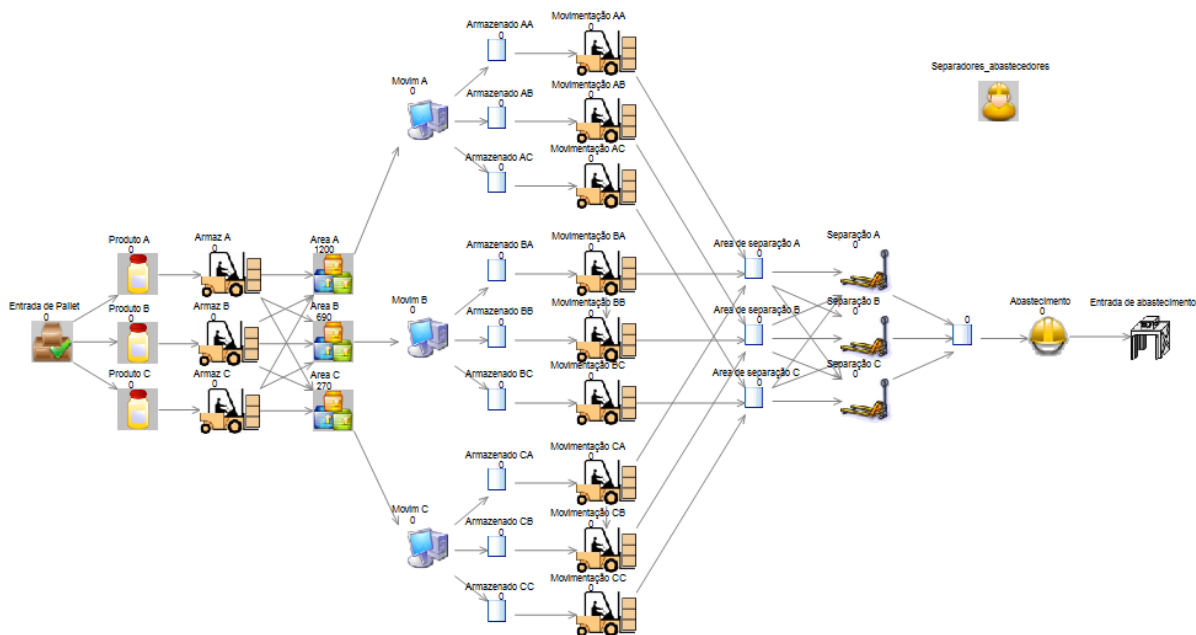 Armazenado AA
0
Movimentação AA
0
Separadores_abastecedores
Movim A
0
Armazenado AB
0
Movimentação AB
0
Armazenado AC
0
Movimentação AC
0
Produto A
0
Armaz A
0
Area A
1200
Armazenado BA
0
Movimentação BA
0
Area de separação A
0
Separação A
0
Entrada de Pallet
0
Produto B
0
Armaz B
0
Area B
690
Movim B
0
Armazenado BB
0
Movimentação BB
0
Area de separação B
0
Separação B
0
0
Abastecimento
0
Entrada de abastecimento
Produto C
0
Armaz C
0
Area C
270
Armazenado BC
0
Movimentação BC
0
Area de separação C
0
Separação C
0
Armazenado CA
0
Movimentação CA
0
Movim C
0
Armazenado CB
0
Movimentação CB
0
Armazenado CC
0
Movimentação CC
0